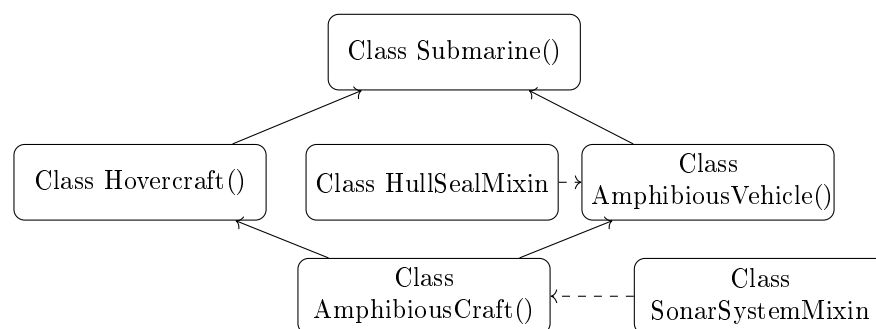 Class Submarine()
Class Hovercraft()
Class HullSealMixin
Class
AmphibiousVehicle()
Class
AmphibiousCraft()
Class
SonarSystemMixin